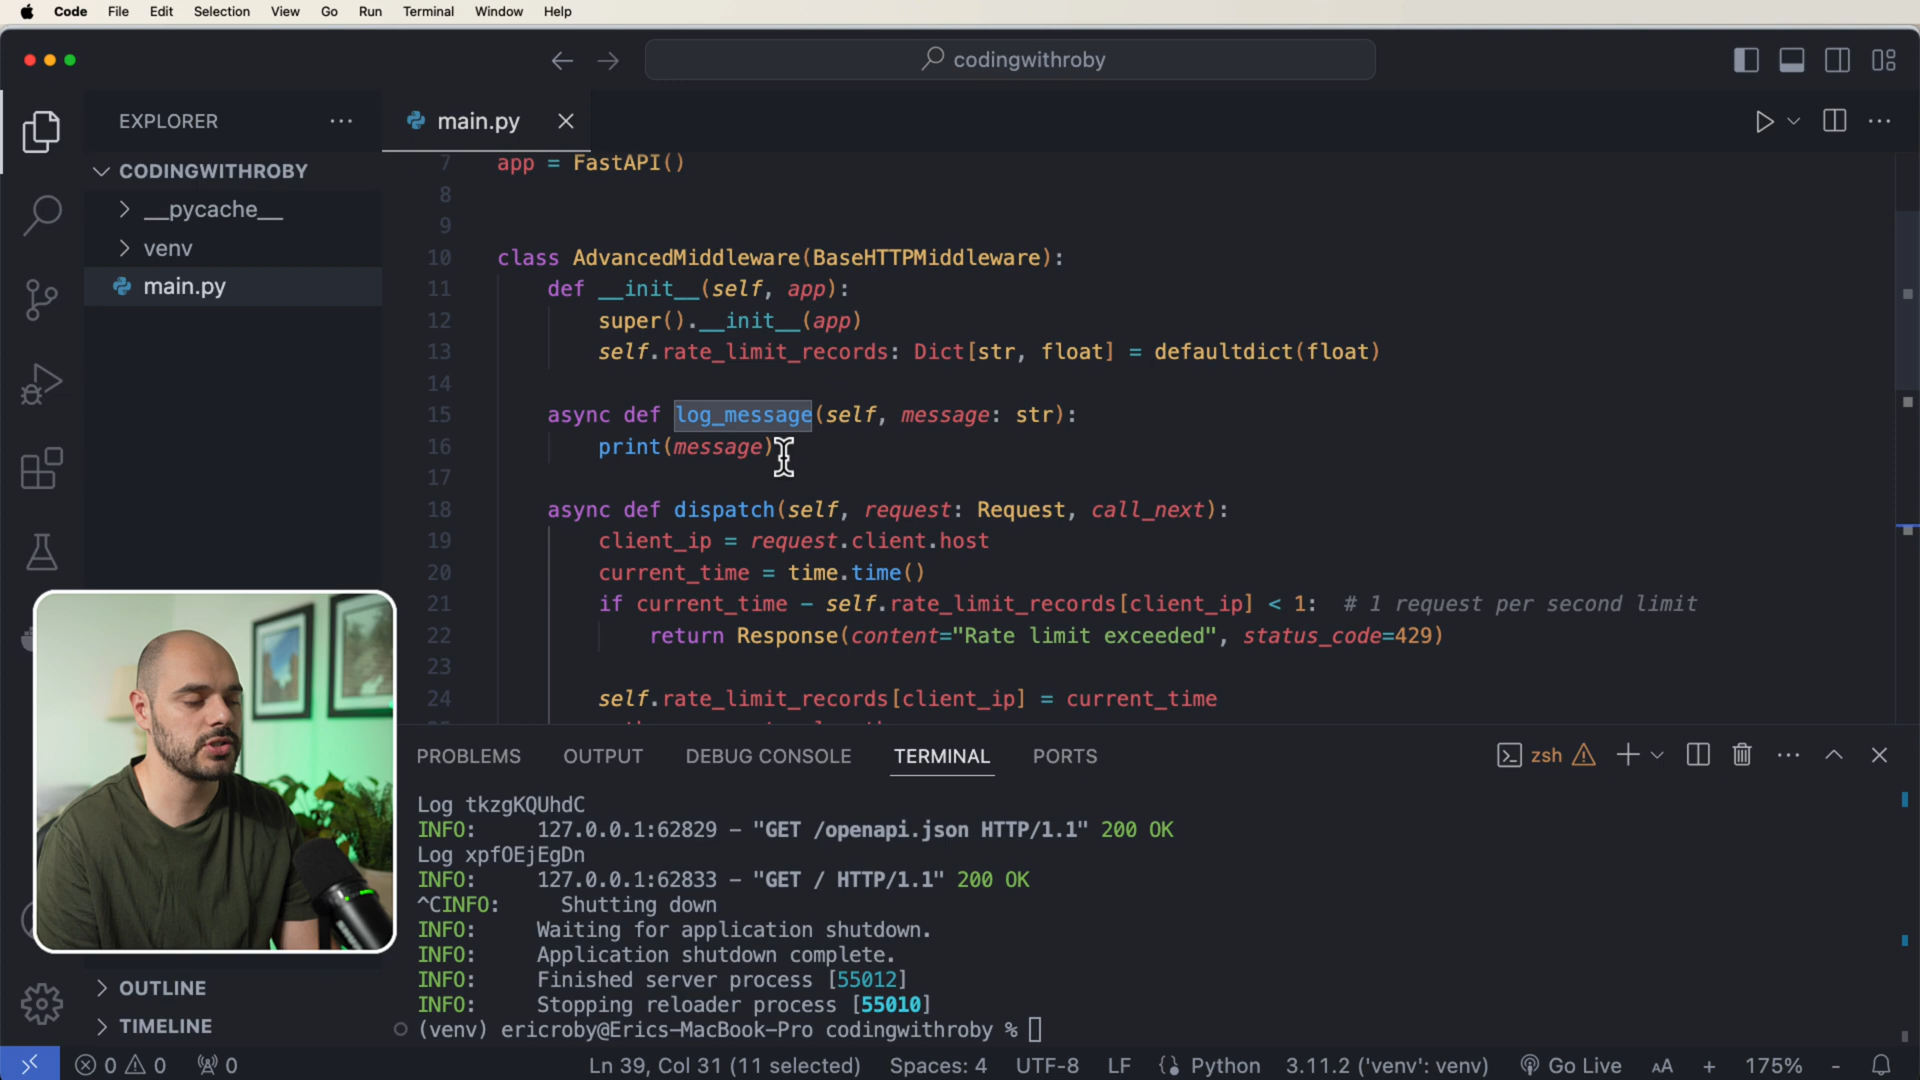 Code File Edit Selection View Go Run Terminal Window Help
codingwithroby
EXPLORER
main.py
CODINGWITHROBY
__pycache__
venv
main.py
7 app = FastAPI()
8
9
10 class AdvancedMiddleware(BaseHTTPMiddleware):
11 def __init__(self, app):
12 super().__init__(app)
13 self.rate_limit_records: Dict[str, float] = defaultdict(float)
14
15 async def log_message(self, message: str):
16 print(message)
17
18 async def dispatch(self, request: Request, call_next):
19 client_ip = request.client.host
20 current_time = time.time()
21 if current_time - self.rate_limit_records[client_ip] < 1: # 1 request per second limit
22 return Response(content="Rate limit exceeded", status_code=429)
23
24 self.rate_limit_records[client_ip] = current_time
PROBLEMS OUTPUT DEBUG CONSOLE TERMINAL PORTS
zsh
Log tkzgKQUhdC
INFO: 127.0.0.1:62829 - "GET /openapi.json HTTP/1.1" 200 OK
Log xpfOEjEgDn
INFO: 127.0.0.1:62833 - "GET / HTTP/1.1" 200 OK
^CINFO: Shutting down
INFO: Waiting for application shutdown.
INFO: Application shutdown complete.
INFO: Finished server process [55012]
INFO: Stopping reloader process [55010]
(venv) ericroby@Erics-MacBook-Pro codingwithroby %
OUTLINE
TIMELINE
0 0 0 Ln 39, Col 31 (11 selected) Spaces: 4 UTF-8 LF Python 3.11.2 ('venv': venv) Go Live AA + 175% -